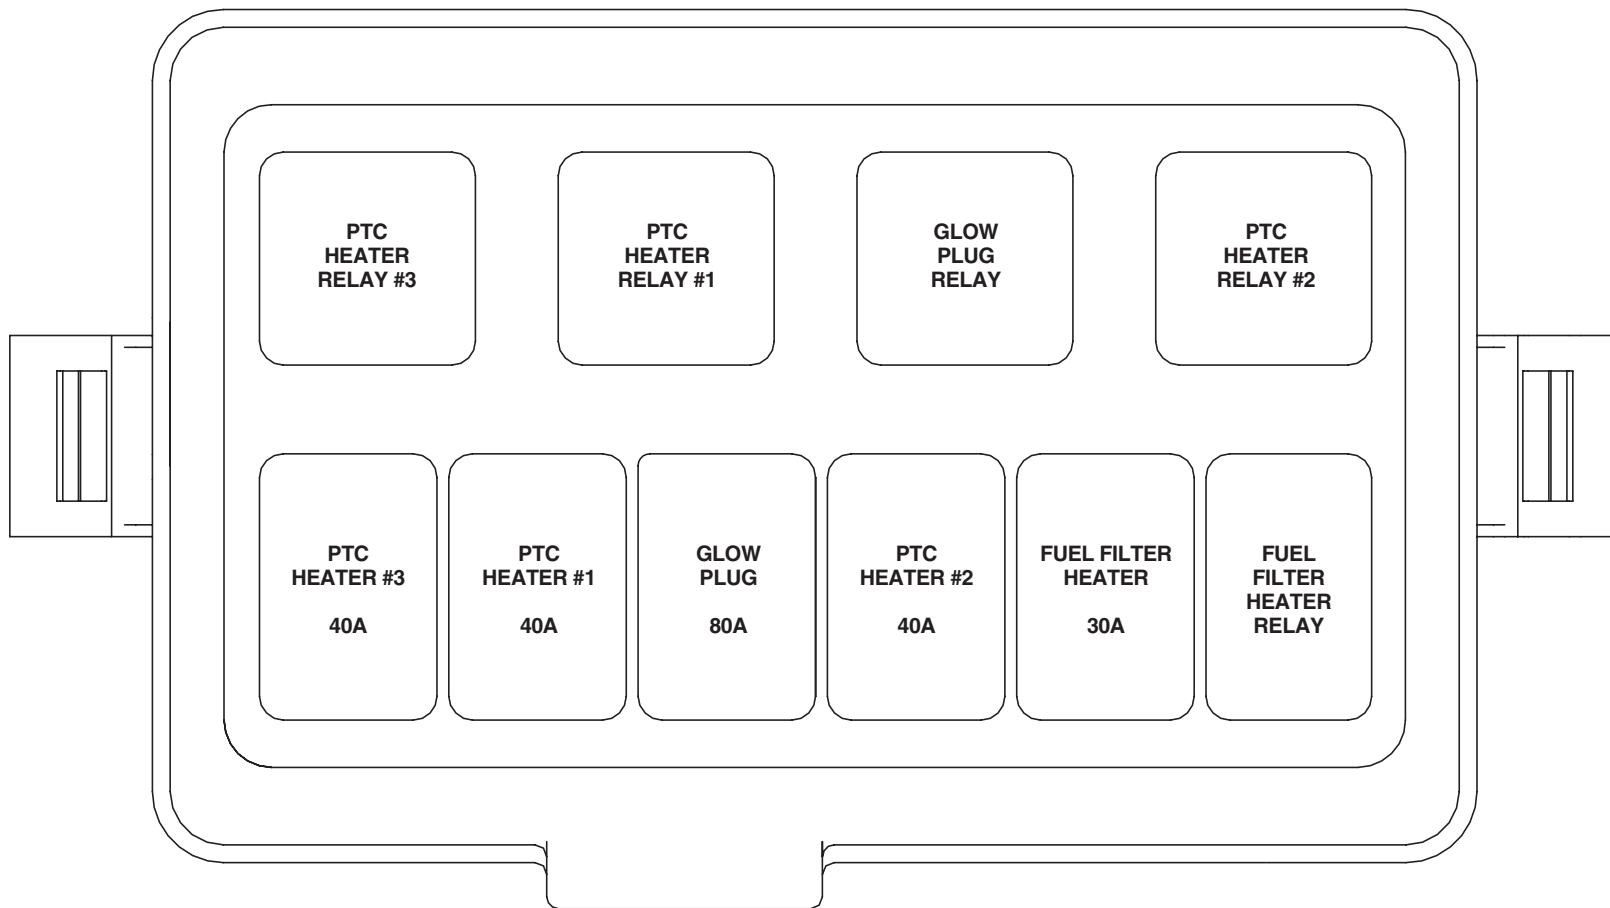 PTC
HEATER
RELAY #3
PTC
HEATER
RELAY #1
GLOW
PLUG
RELAY
PTC
HEATER
RELAY #2
PTC
HEATER #3
40A
PTC
HEATER #1
40A
GLOW
PLUG
80A
PTC
HEATER #2
40A
FUEL FILTER
HEATER
30A
FUEL
FILTER
HEATER
RELAY